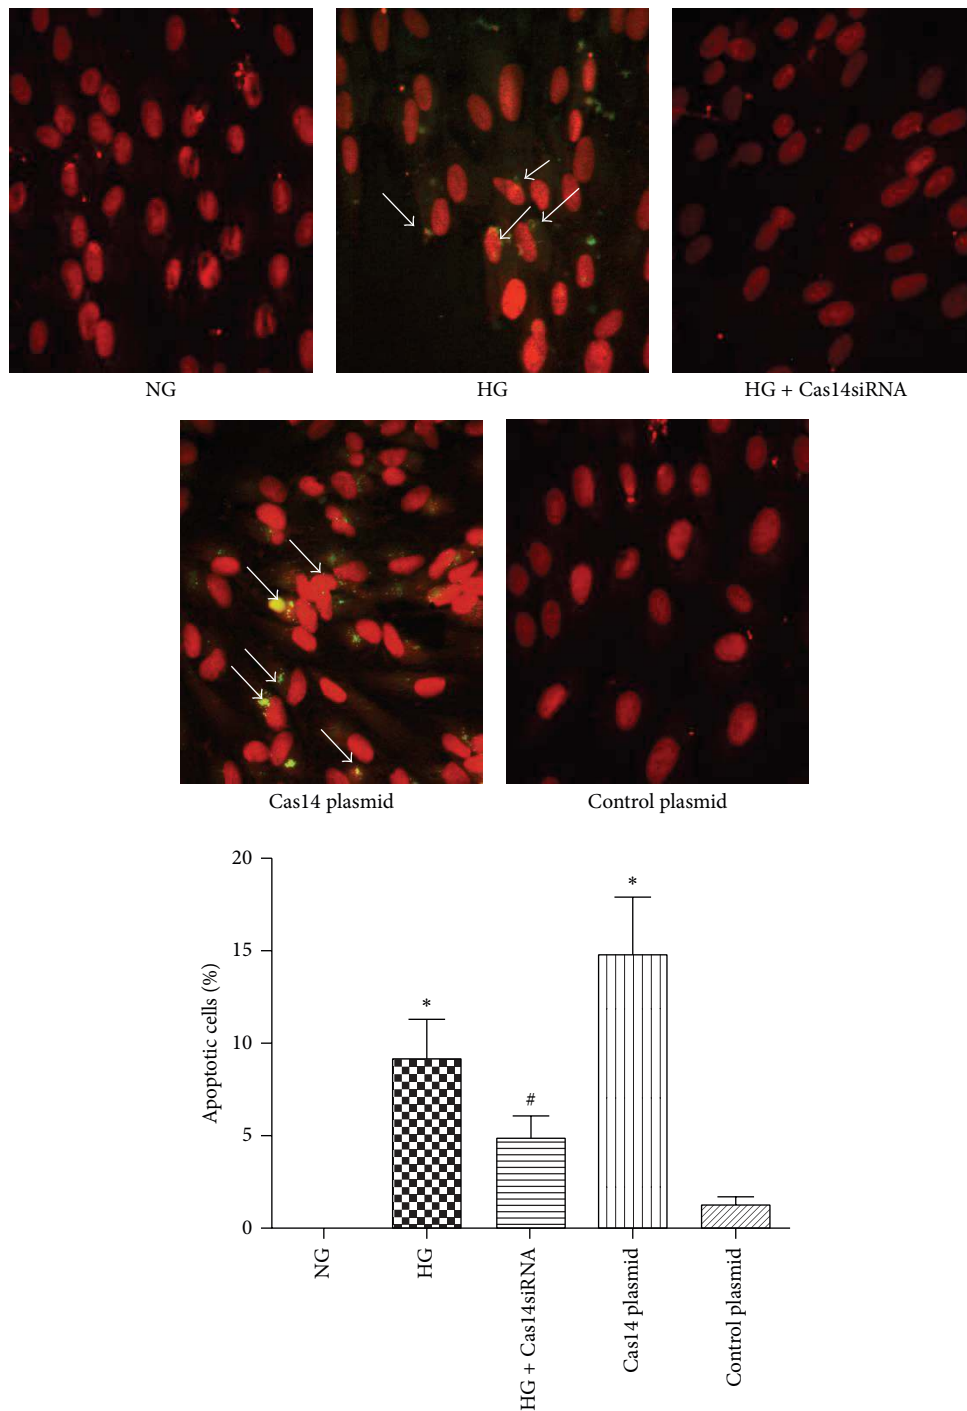 NG
HG
HG + Cas14siRNA
Cas14 plasmid
Control plasmid
20
15
10
5
0
Apoptotic cells (%)
*
#
*
NG
HG
HG + Cas14siRNA
Cas14 plasmid
Control plasmid